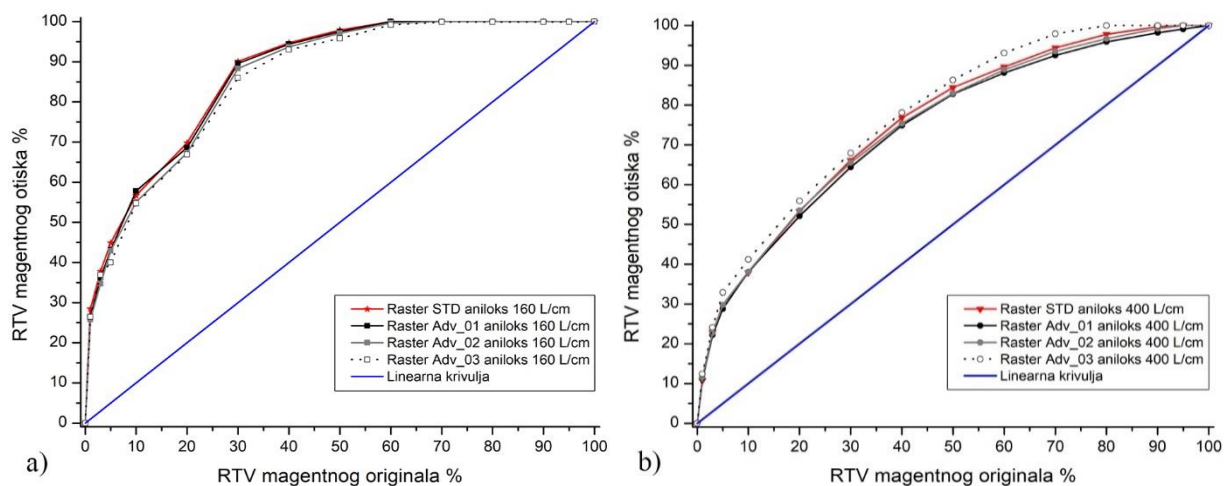 100
90
80
70
60
50
40
30
20
10
0
RTV magentnog otiska %
Raster STD aniloks 160 L/cm
Raster Adv_01 aniloks 160 L/cm
Raster Adv_02 aniloks 160 L/cm
Raster Adv_03 aniloks 160 L/cm
Linearna krivulja
0 10 20 30 40 50 60 70 80 90 100
a)
RTV magentnog originala %
100
90
80
70
60
50
40
30
20
10
0
RTV magentnog otiska %
Raster STD aniloks 400 L/cm
Raster Adv_01 aniloks 400 L/cm
Raster Adv_02 aniloks 400 L/cm
Raster Adv_03 aniloks 400 L/cm
Linearna krivulja
0 10 20 30 40 50 60 70 80 90 100
b)
RTV magentnog originala %